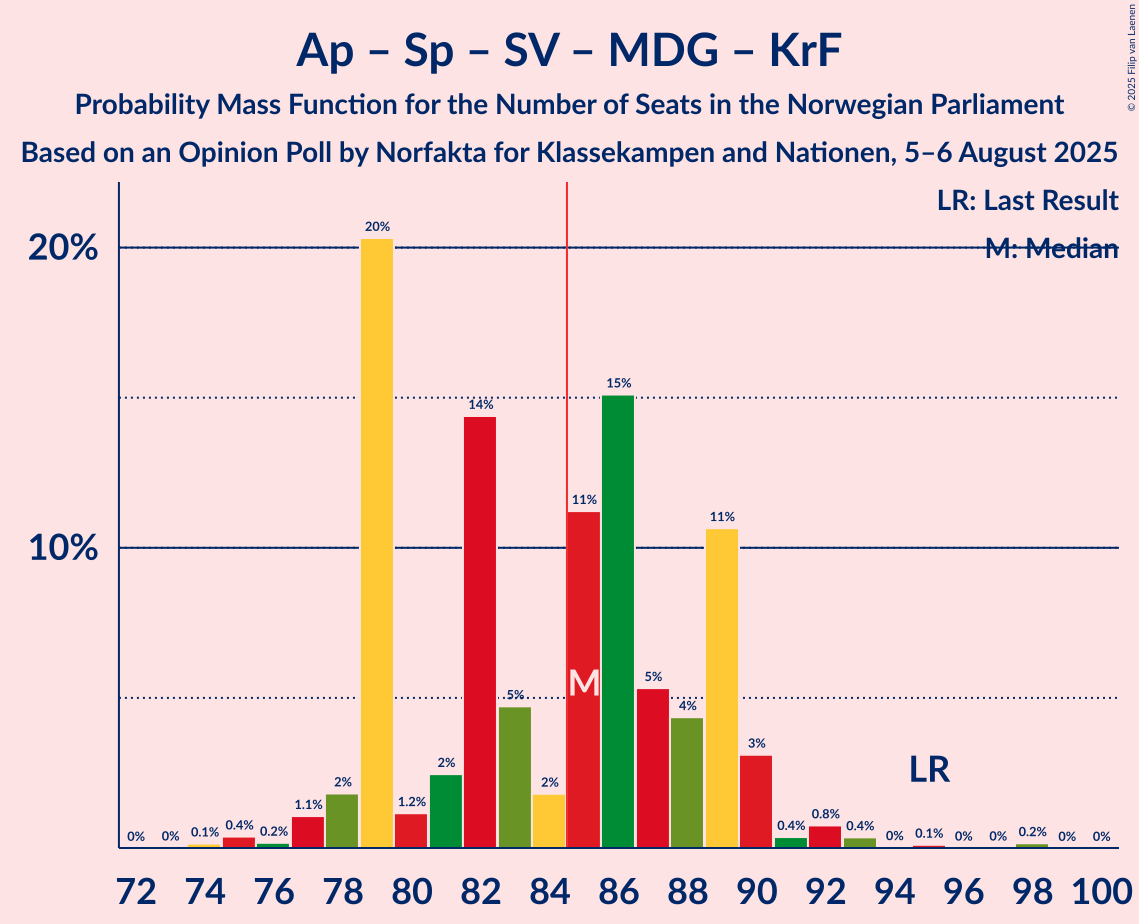 Ap – Sp – SV – MDG – KrF
Probability Mass Function for the Number of Seats in the Norwegian Parliament
Based on an Opinion Poll by Norfakta for Klassekampen and Nationen, 5–6 August 2025
© 2025 Filip van Laenen
LR: Last Result
M: Median
20%
10%
0% 0% 0.1% 0.4% 0.2% 1.1% 2% 20% 1.2% 2% 14% 5% 2% 11% 15% 5% 4% 11% 3% 0.4% 0.8% 0.4% 0% 0.1% 0% 0% 0.2% 0% 0%
M
LR
72 74 76 78 80 82 84 86 88 90 92 94 96 98 100